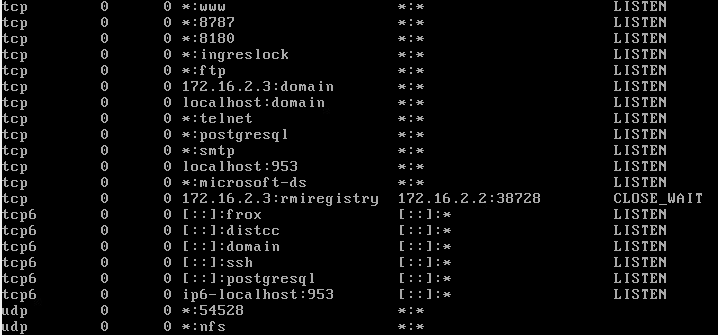 tcp 0 0 *:www *:* LISTEN
tcp 0 0 *:8787 *:* LISTEN
tcp 0 0 *:8180 *:* LISTEN
tcp 0 0 *:ingreslock *:* LISTEN
tcp 0 0 *:ftp *:* LISTEN
tcp 0 0 172.16.2.3:domain *:* LISTEN
tcp 0 0 localhost:domain *:* LISTEN
tcp 0 0 *:telnet *:* LISTEN
tcp 0 0 *:postgresql *:* LISTEN
tcp 0 0 *:smtp *:* LISTEN
tcp 0 0 localhost:953 *:* LISTEN
tcp 0 0 *:microsoft-ds *:* LISTEN
tcp 0 0 172.16.2.3:rmiregistry 172.16.2.2:38728 CLOSE_WAIT
tcp6 0 0 [::]:frox [::]:* LISTEN
tcp6 0 0 [::]:distcc [::]:* LISTEN
tcp6 0 0 [::]:domain [::]:* LISTEN
tcp6 0 0 [::]:ssh [::]:* LISTEN
tcp6 0 0 [::]:postgresql [::]:* LISTEN
tcp6 0 0 ip6-localhost:953 [::]:* LISTEN
udp 0 0 *:54528 *:*
udp 0 0 *:nfs *:*